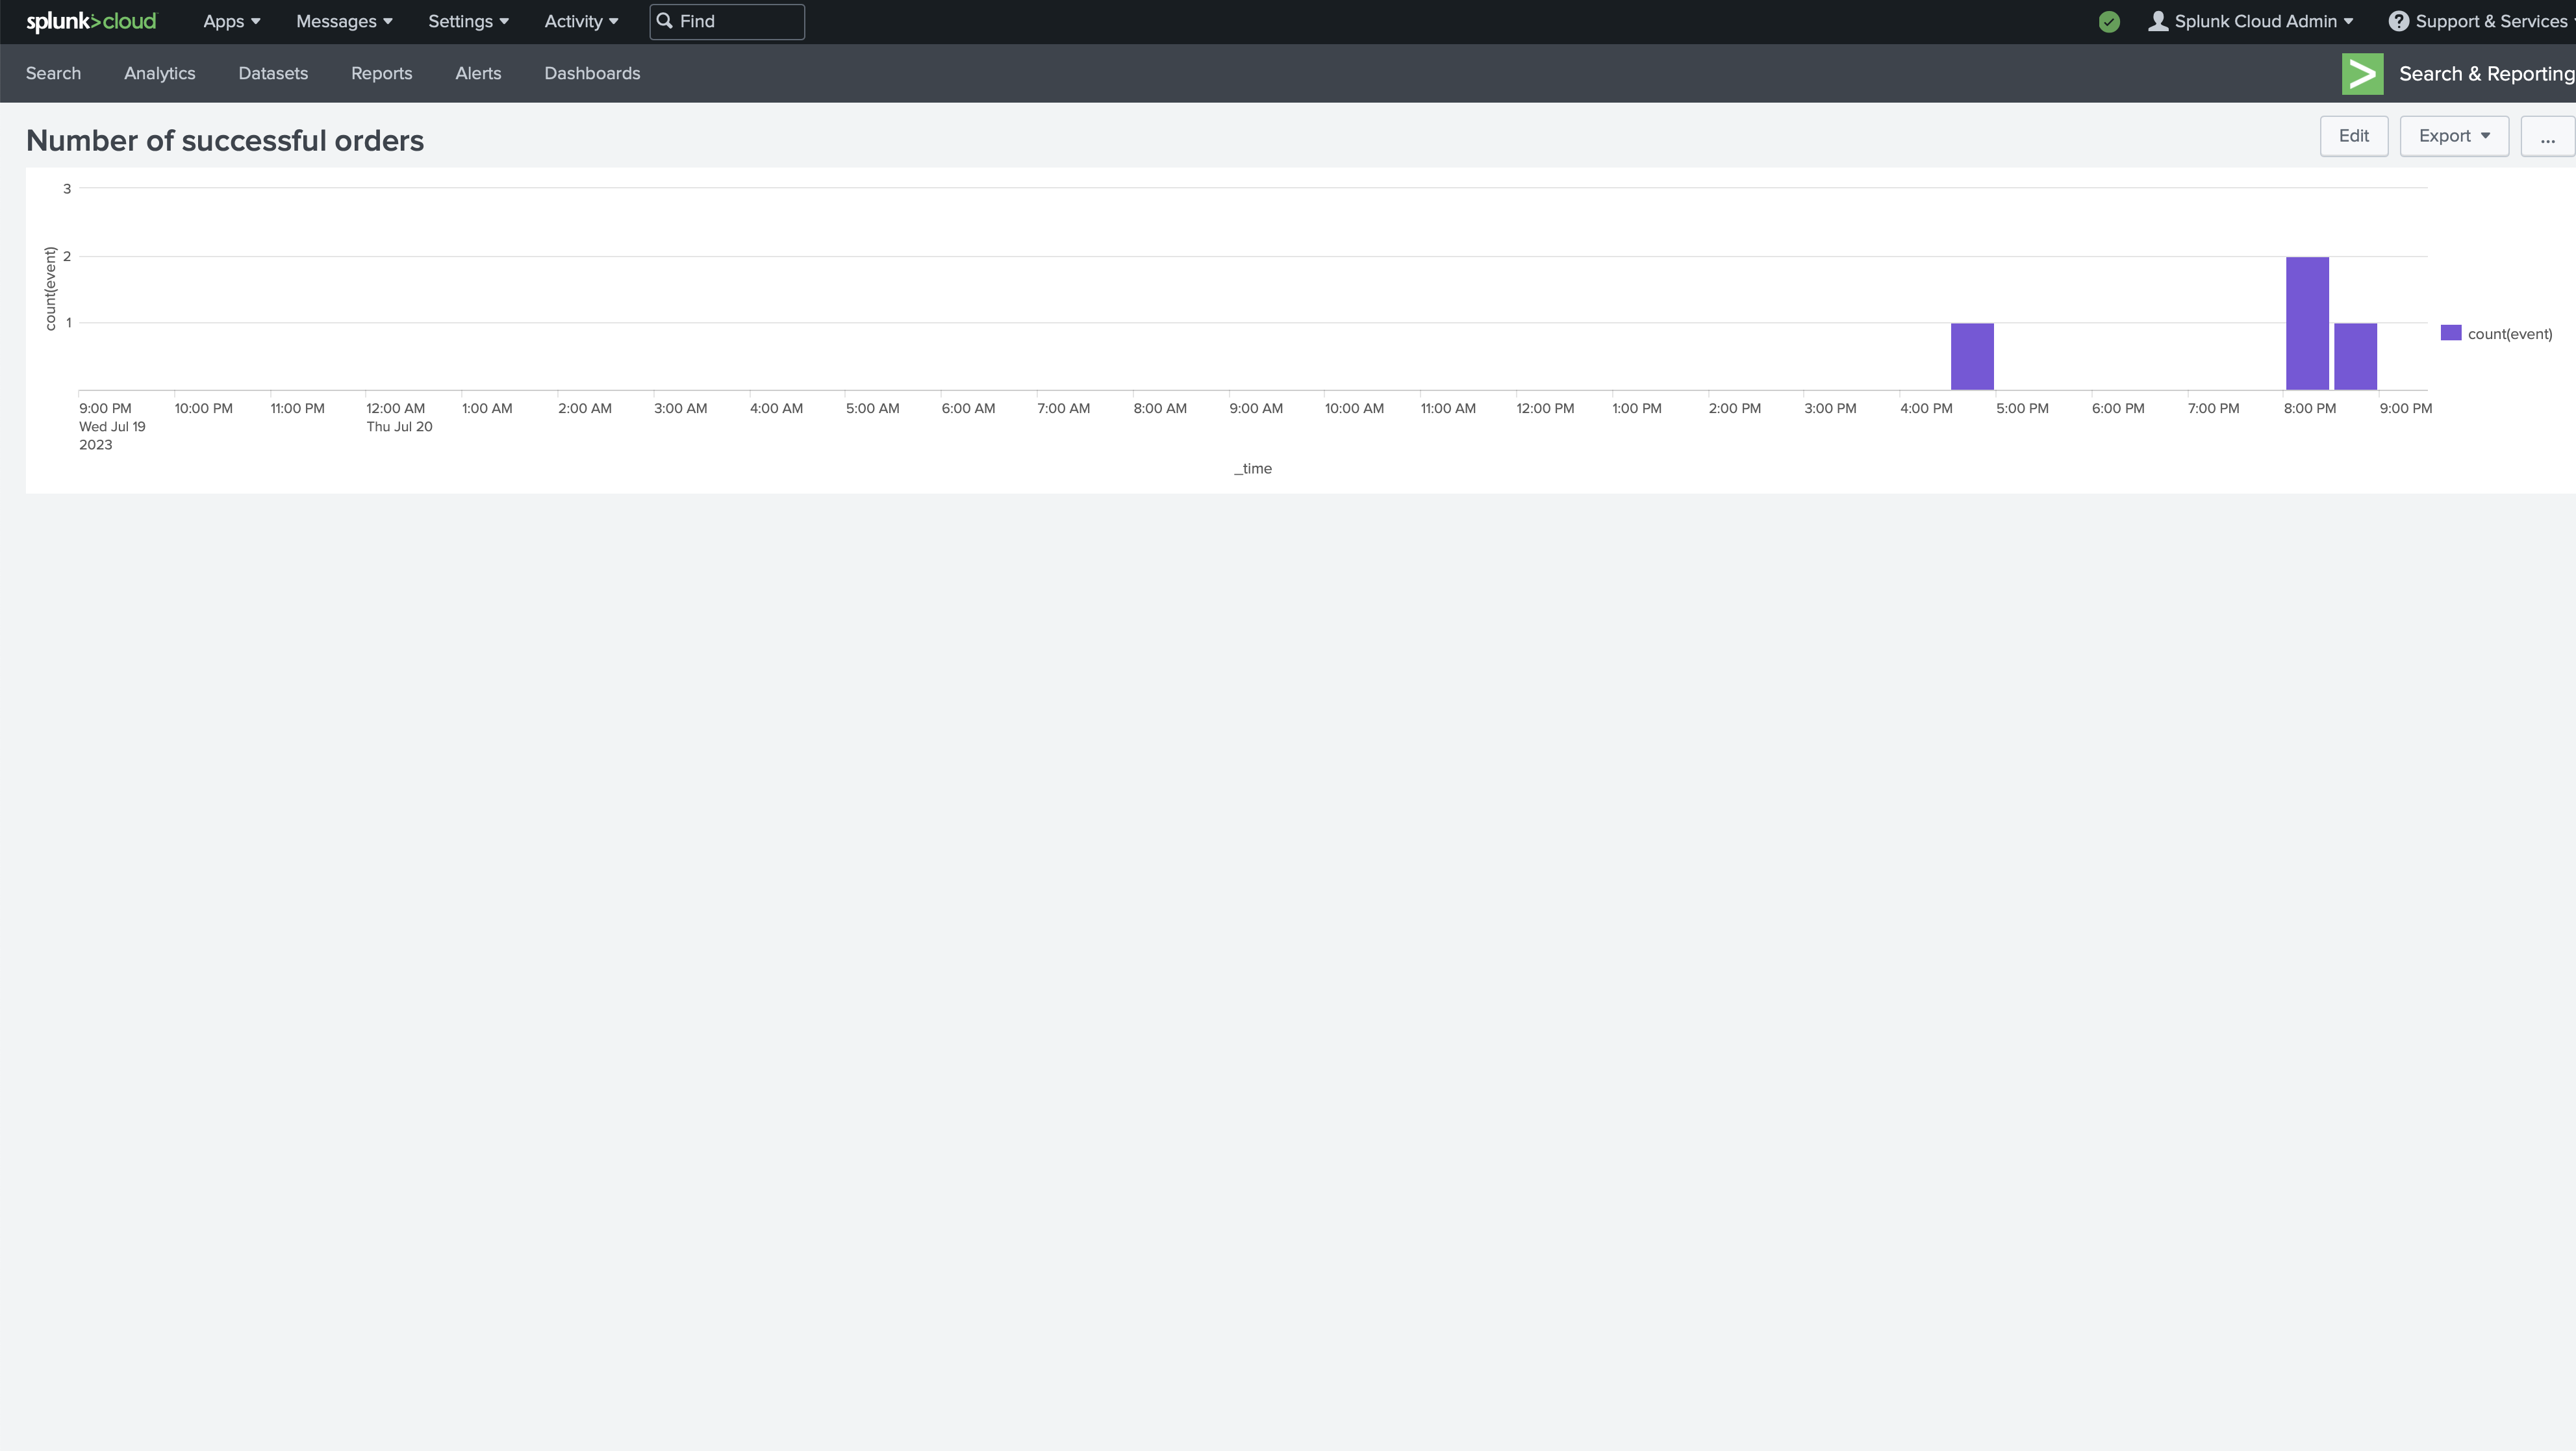 splunk>cloud Apps Messages Settings Activity Find Splunk Cloud Admin ? Support & Services
Search Analytics Datasets Reports Alerts Dashboards > Search & Reporting
Number of successful orders Edit Export ...
3
2
1
count(event)
count(event)
9:00 PM 10:00 PM 11:00 PM 12:00 AM 1:00 AM 2:00 AM 3:00 AM 4:00 AM 5:00 AM 6:00 AM 7:00 AM 8:00 AM 9:00 AM 10:00 AM 11:00 AM 12:00 PM 1:00 PM 2:00 PM 3:00 PM 4:00 PM 5:00 PM 6:00 PM 7:00 PM 8:00 PM 9:00 PM
Wed Jul 19 Thu Jul 20
2023
_time